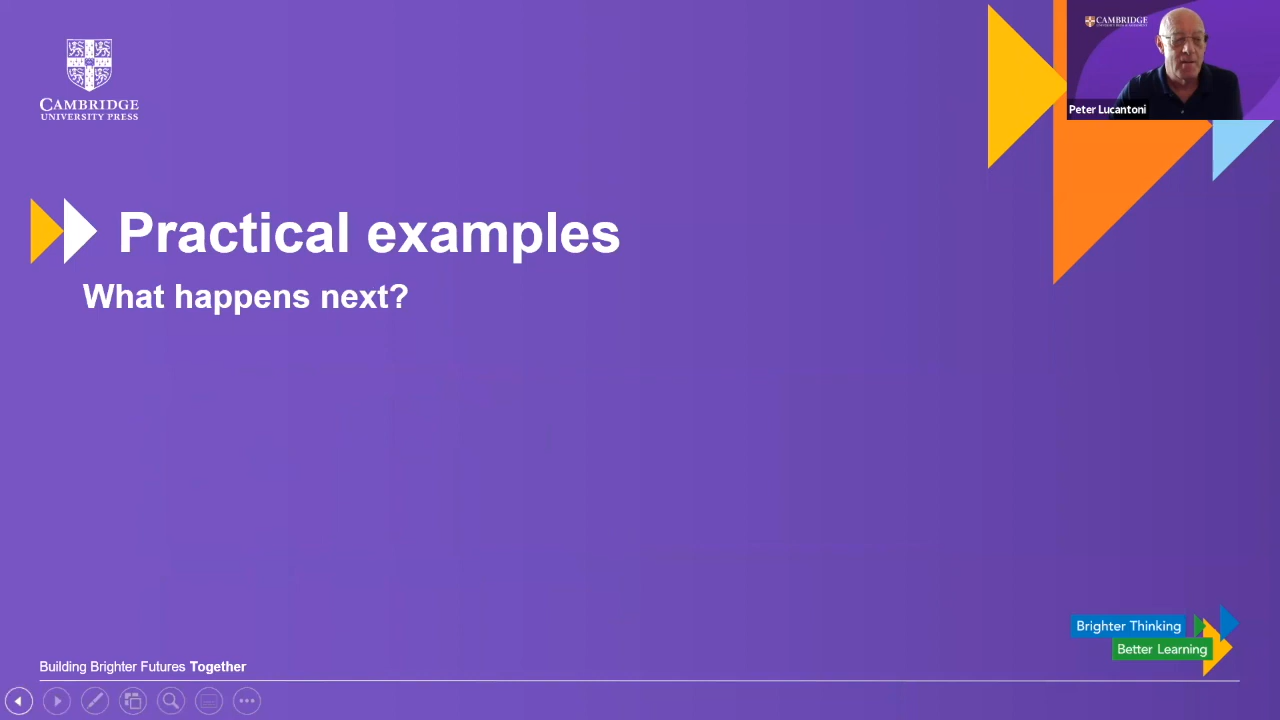 CAMBRIDGE
UNIVERSITY PRESS
CAMBRIDGE
Peter Lucantoni
Practical examples
What happens next?
Brighter Thinking
Better Learning
Building Brighter Futures Together